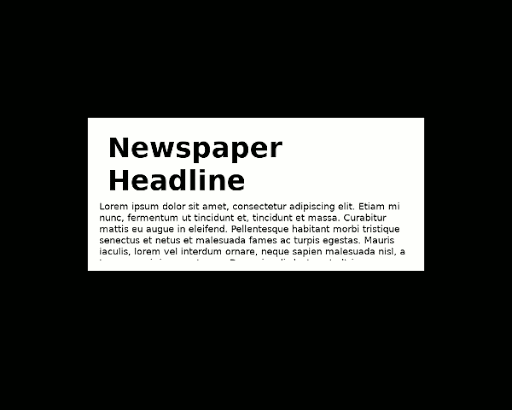 Newspaper
Headline
Lorem ipsum dolor sit amet, consectetur adipiscing elit. Etiam mi
nunc, fermentum ut tincidunt et, tincidunt et massa. Curabitur
mattis eu augue in eleifend. Pellentesque habitant morbi tristique
senectus et netus et malesuada fames ac turpis egestas. Mauris
iaculis, lorem vel interdum ornare, neque sapien malesuada nisl, a